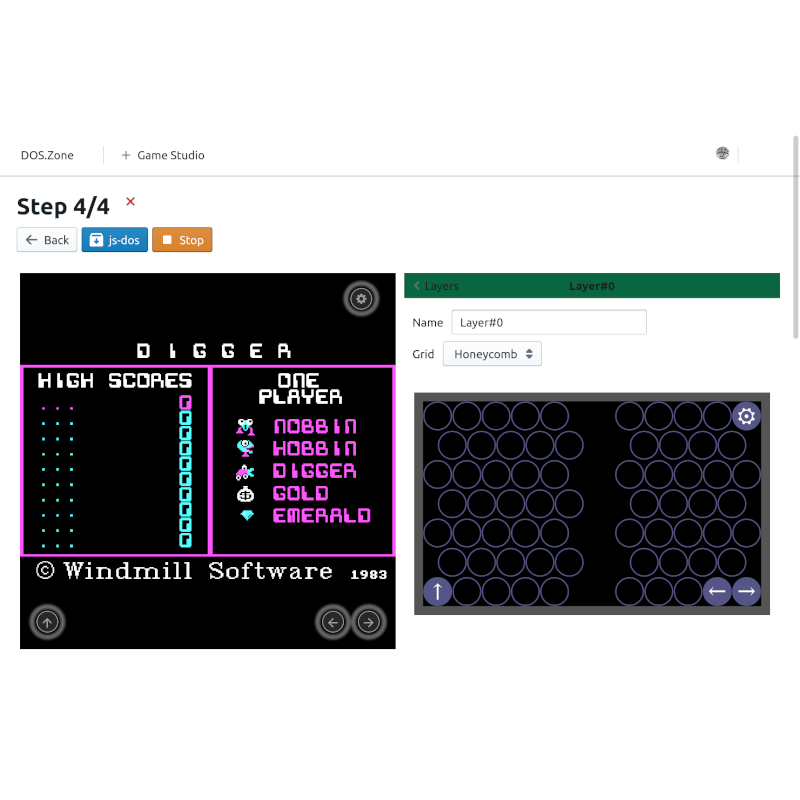 DOS.Zone
+ Game Studio
Step 4/4
Back
js-dos
Stop
DIGGER
HIGH SCORES
... 0
... 0
... 0
... 0
... 0
... 0
... 0
... 0
... 0
... 0
ONE
PLAYER
NOBBIN
HOBBIN
DIGGER
GOLD
EMERALD
© Windmill Software 1983
Layers
Layer#0
Name Layer#0
Grid Honeycomb